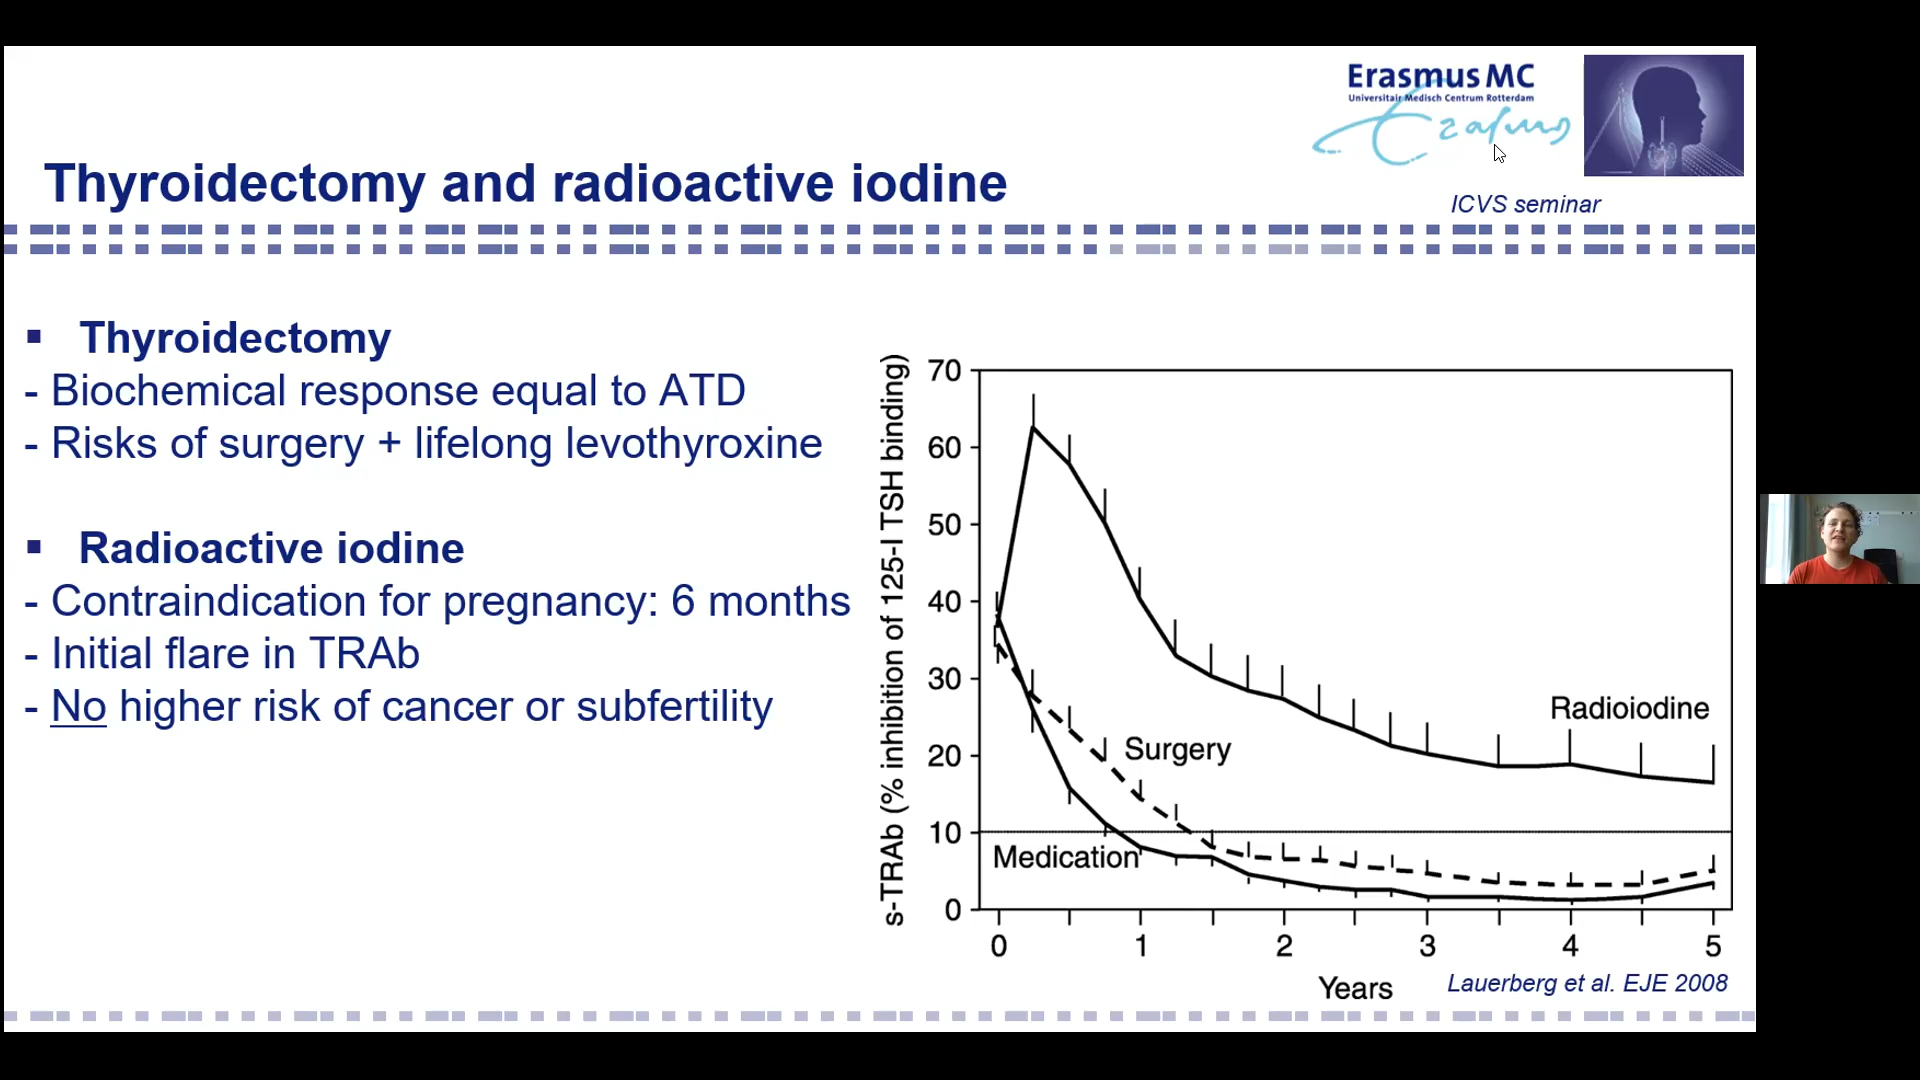 Erasmus MC
Universitair Medisch Centrum Rotterdam
Erasmus
ICVS seminar
Thyroidectomy and radioactive iodine
▪ Thyroidectomy
- Biochemical response equal to ATD
- Risks of surgery + lifelong levothyroxine
▪ Radioactive iodine
- Contraindication for pregnancy: 6 months
- Initial flare in TRAb
- No higher risk of cancer or subfertility
s-TRAb (% inhibition of 125-I TSH binding)
70
60
50
40
30
20
10
0
Radioiodine
Surgery
Medication
0 1 2 3 4 5
Years
Lauerberg et al. EJE 2008